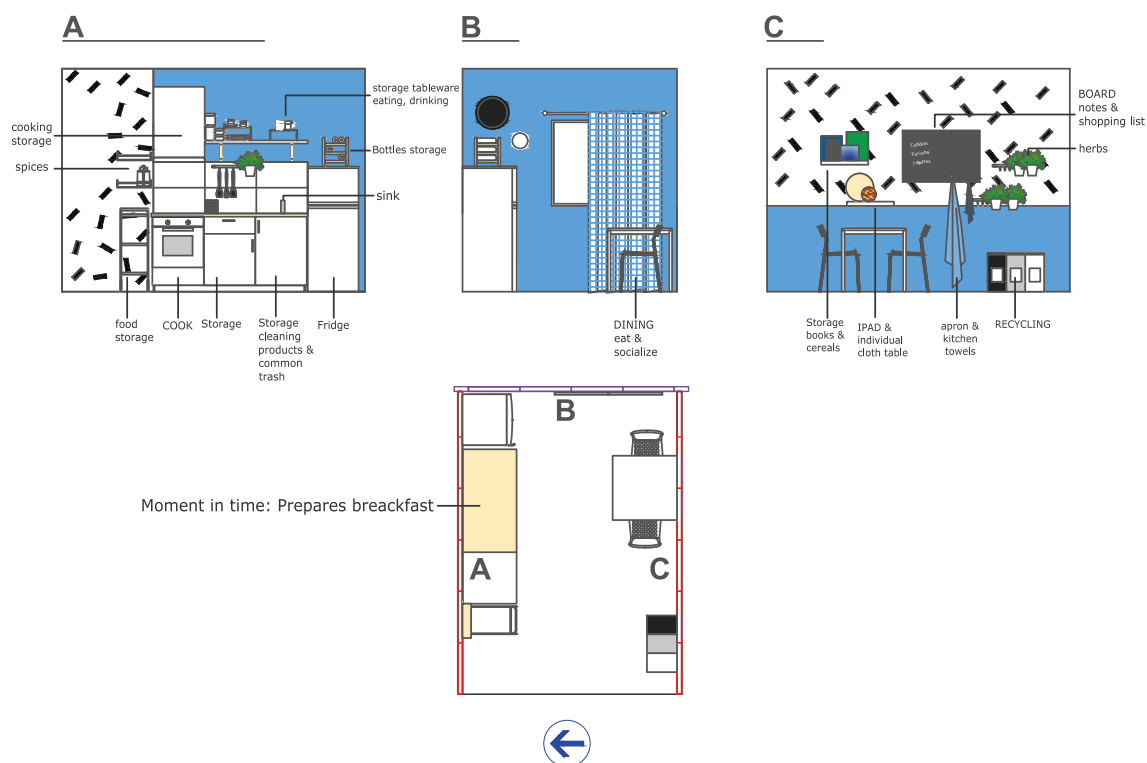 A
B
C
cooking
storage
spices
storage tableware
eating, drinking
Bottles storage
sink
food
storage
COOK
Storage
Storage
cleaning
products &
common
trash
Fridge
DINING
eat &
socialize
BOARD
notes &
shopping list
herbs
Storage
books &
cereals
IPAD &
individual
cloth table
apron &
kitchen
towels
RECYCLING
B
Moment in time: Prepares breackfast
A
C